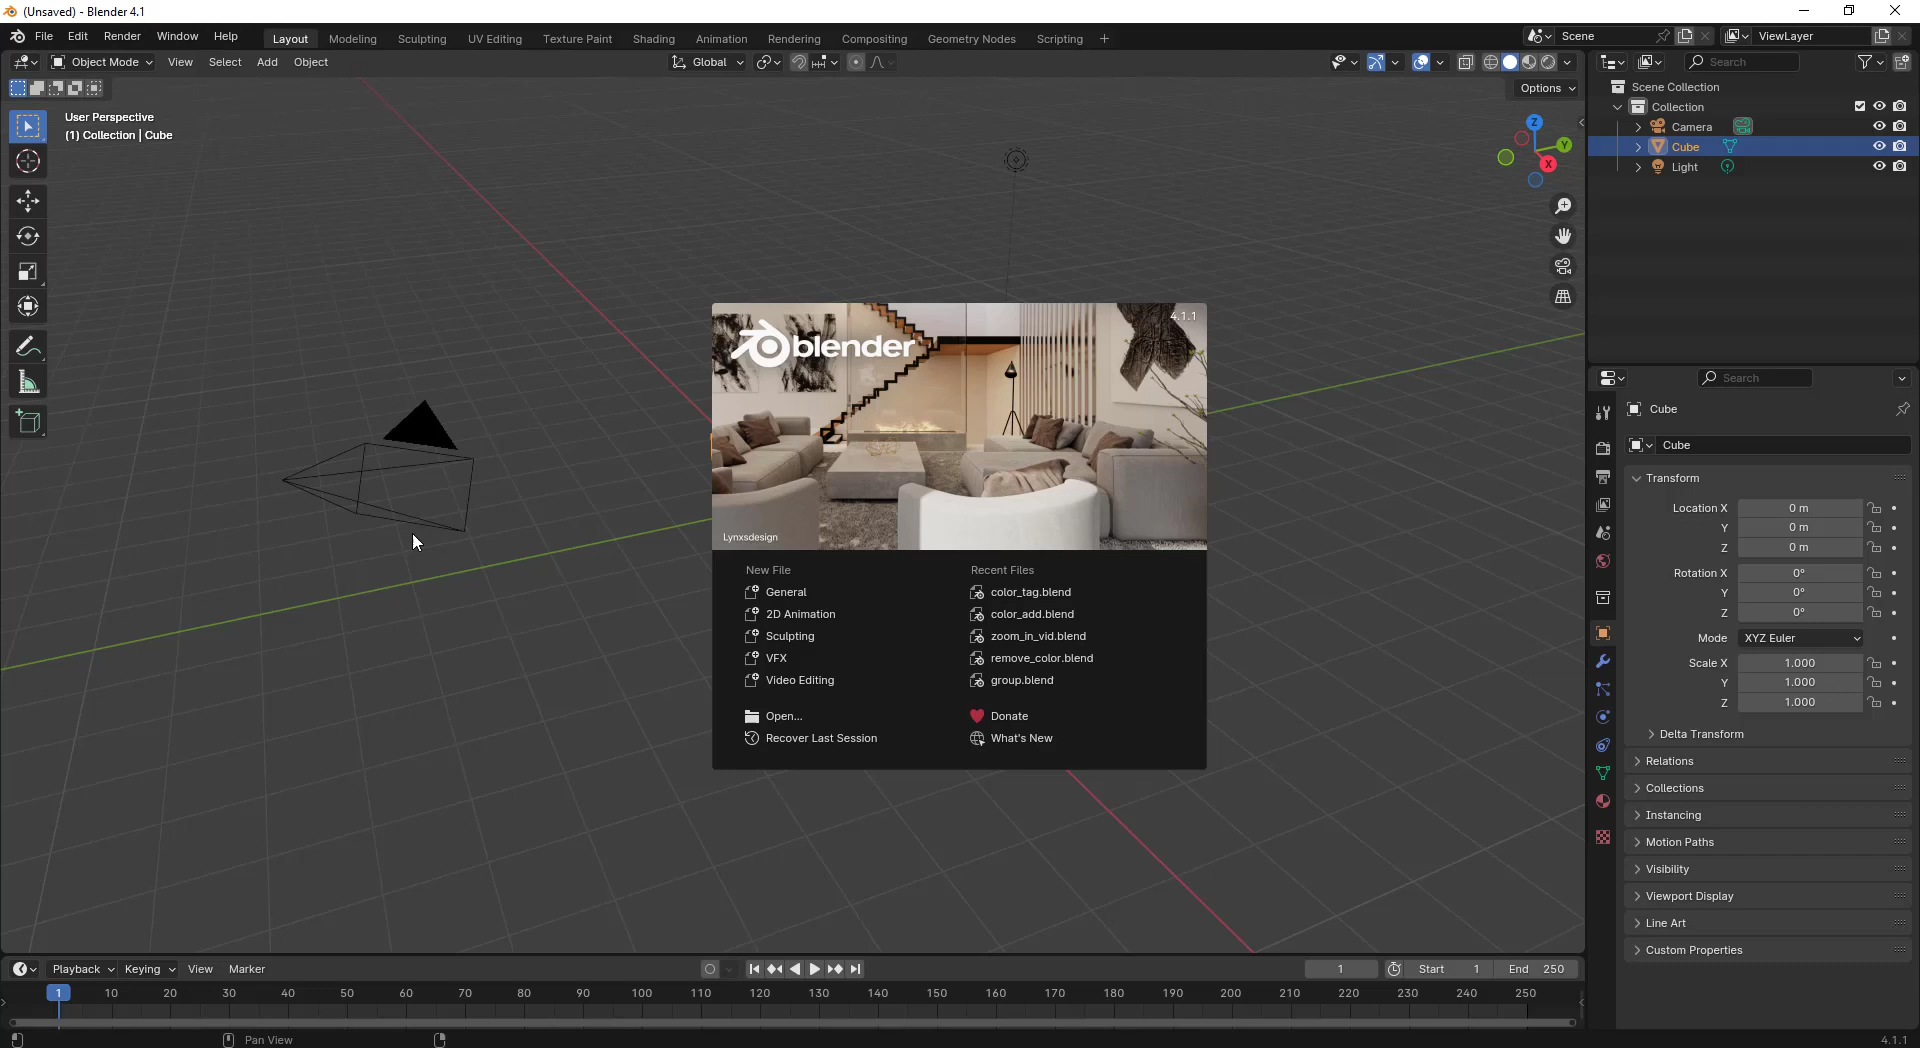 (Unsaved) - Blender 4.1
File Edit Render Window Help Layout Modeling Sculpting UV Editing Texture Paint Shading Animation Rendering Compositing Geometry Nodes Scripting + Scene ViewLayer
Object Mode View Select Add Object Global Search
Options
User Perspective
(1) Collection | Cube
Z
Y
X
Scene Collection
Collection
Camera
Cube
Light
blender
4.1.1
Lynxsdesign
New File
General
2D Animation
Sculpting
VFX
Video Editing
Open...
Recover Last Session
Recent Files
color_tag.blend
color_add.blend
zoom_in_vid.blend
remove_color.blend
group.blend
Donate
What's New
Search
Cube
Cube
Transform
Location X 0 m
Y 0 m
Z 0 m
Rotation X 0°
Y 0°
Z 0°
Mode XYZ Euler
Scale X 1.000
Y 1.000
Z 1.000
Delta Transform
Relations
Collections
Instancing
Motion Paths
Visibility
Viewport Display
Line Art
Custom Properties
Playback Keying View Marker 1 Start 1 End 250
1 10 20 30 40 50 60 70 80 90 100 110 120 130 140 150 160 170 180 190 200 210 220 230 240 250
Pan View 4.1.1